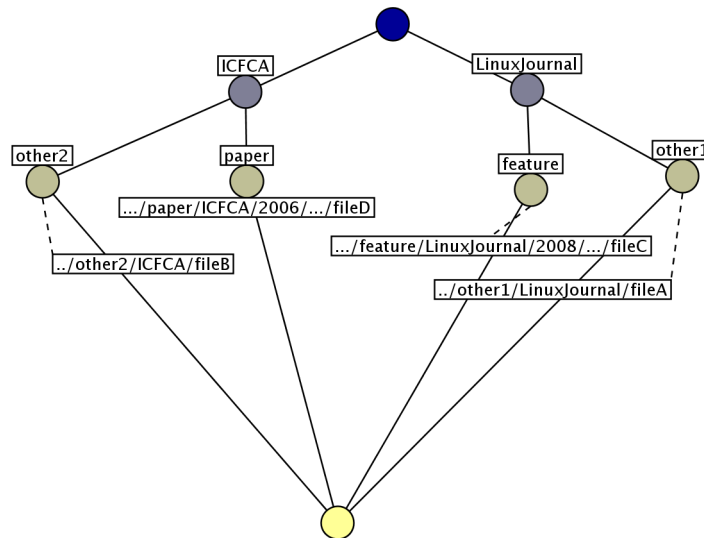 ICFCA
LinuxJournal
other2
paper
feature
other1
.../paper/ICFCA/2006/.../fileD
.../feature/LinuxJournal/2008/.../fileC
../other2/ICFCA/fileB
../other1/LinuxJournal/fileA